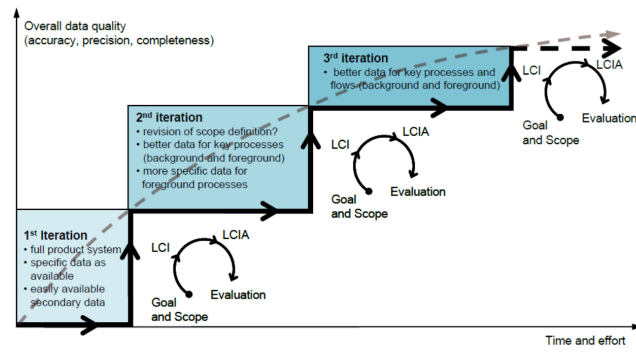 Overall data quality
(accuracy, precision, completeness)
3rd iteration
• better data for key processes and
flows (background and foreground)
LCI
LCIA
Goal
and Scope
Evaluation
2nd iteration
• revision of scope definition?
• better data for key processes
(background and foreground)
• more specific data for
foreground processes
LCI
LCIA
Goal
and Scope
Evaluation
1st Iteration
• full product system
• specific data as
available
• easily available
secondary data
LCI
LCIA
Goal
and Scope
Evaluation
Time and effort